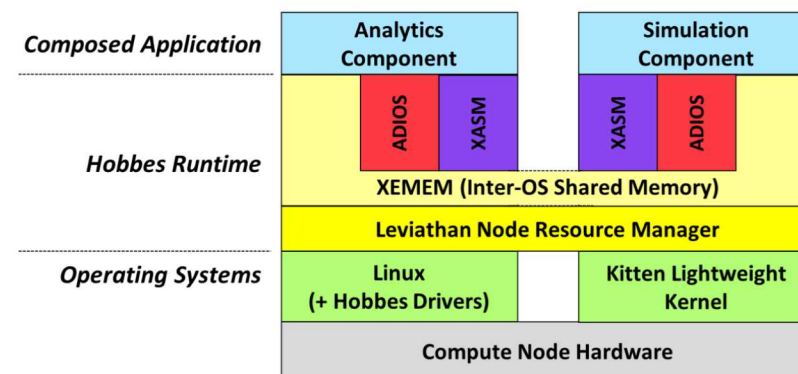 Composed Application
Analytics
Component
Simulation
Component
Hobbes Runtime
ADIOS
XASM
XASM
ADIOS
XEMEM (Inter-OS Shared Memory)
Leviathan Node Resource Manager
Operating Systems
Linux
(+ Hobbes Drivers)
Kitten Lightweight
Kernel
Compute Node Hardware